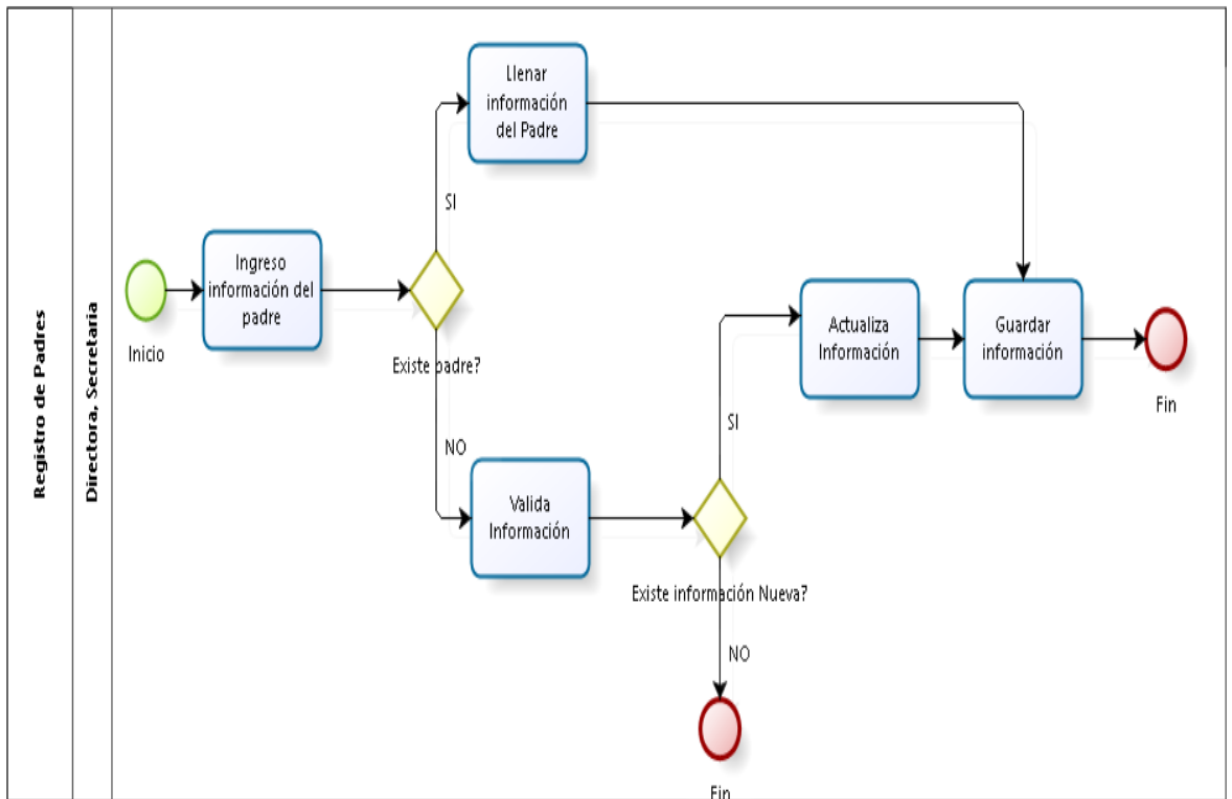 Registro de Padres
Directora, Secretaria
Inicio
Ingreso
información del
padre
Existe padre?
SI
Llenar
información
del Padre
NO
Valida
Información
Existe información Nueva?
SI
Actualiza
Información
Guardar
información
Fin
NO
Fin